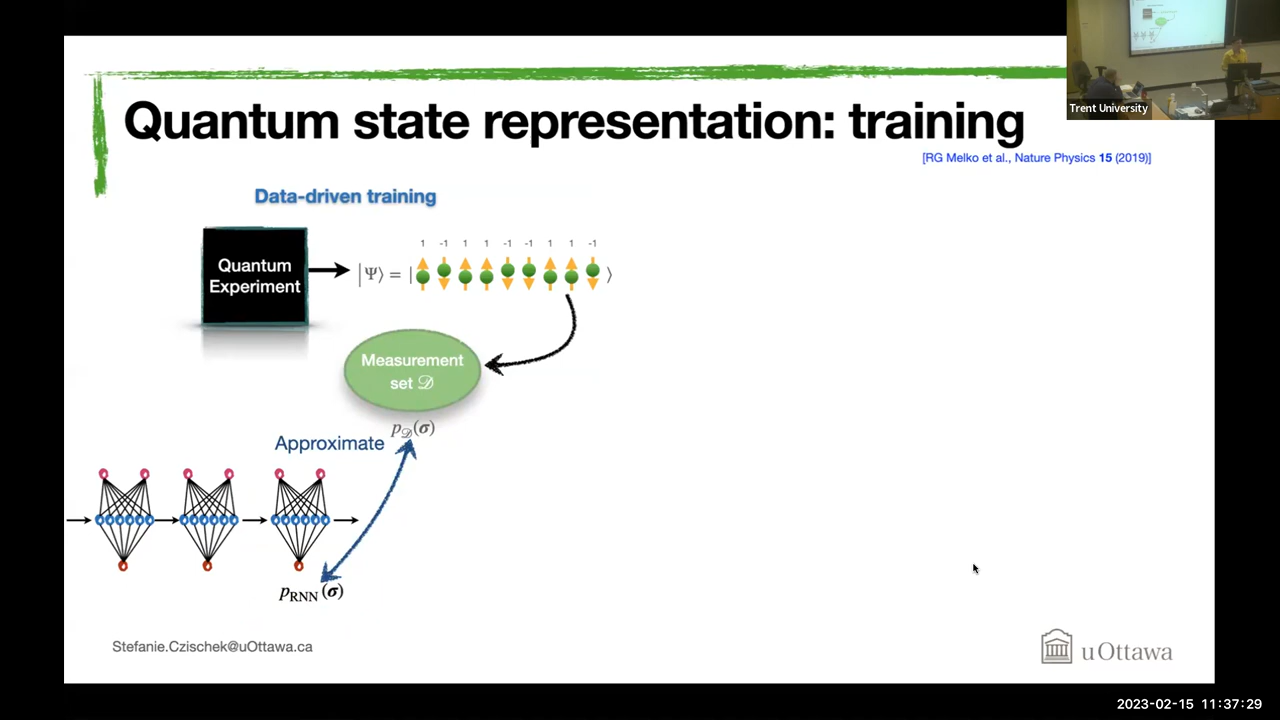 Trent University
Quantum state representation: training
[RG Melko et al., Nature Physics 15 (2019)]
Data-driven training
Quantum
Experiment
1 -1 1 1 -1 -1 1 1 -1
|Ψ⟩ = | ⟩
Measurement
set 𝒟
p𝒟(σ)
Approximate
pRNN(σ)
Stefanie.Czischek@uOttawa.ca
uOttawa
2023-02-15 11:37:29